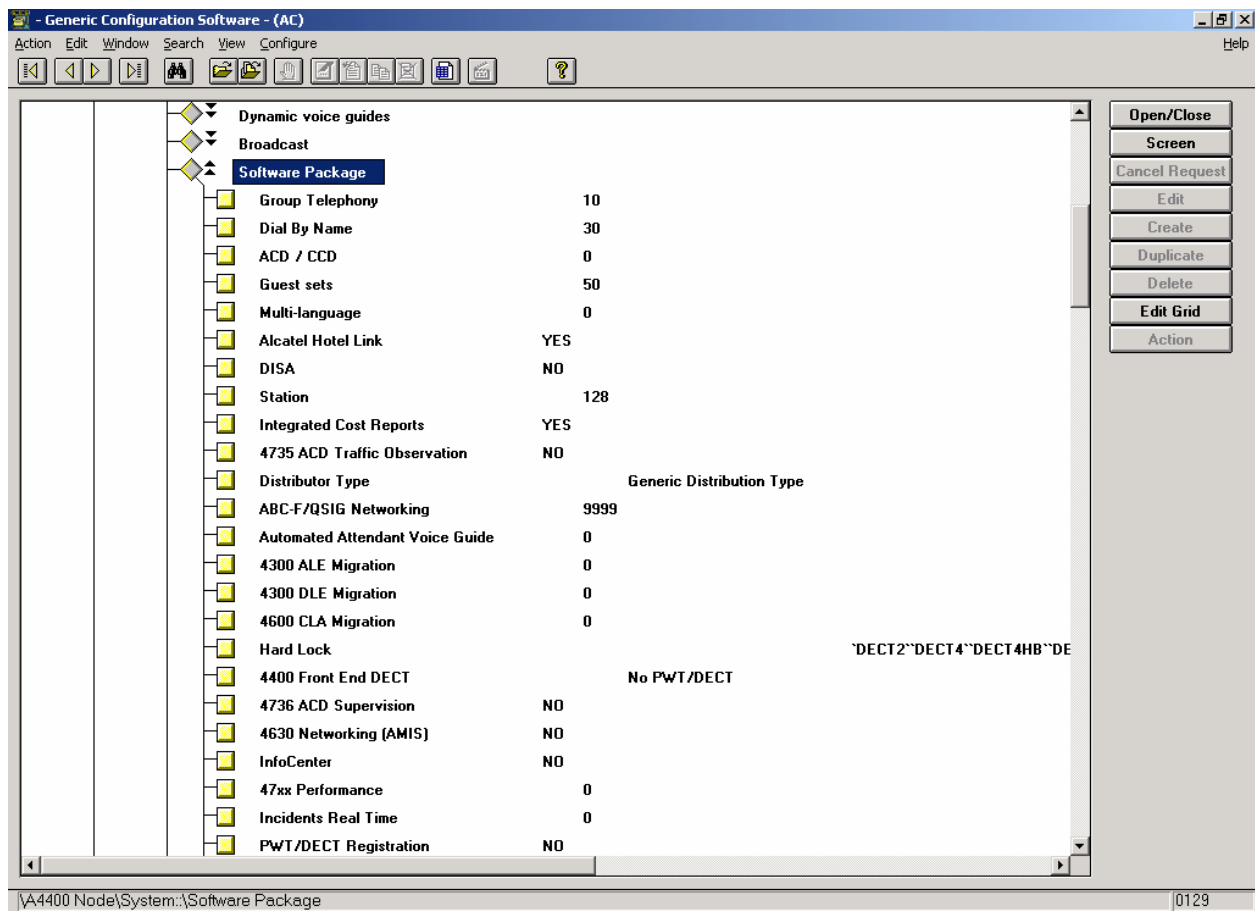 - Generic Configuration Software - (AC)
Action Edit Window Search View Configure Help
Dynamic voice guides
Broadcast
Software Package
Group Telephony 10
Dial By Name 30
ACD / CCD 0
Guest sets 50
Multi-language 0
Alcatel Hotel Link YES
DISA NO
Station 128
Integrated Cost Reports YES
4735 ACD Traffic Observation NO
Distributor Type Generic Distribution Type
ABC-F/QSIG Networking 9999
Automated Attendant Voice Guide 0
4300 ALE Migration 0
4300 DLE Migration 0
4600 CLA Migration 0
Hard Lock `DECT2``DECT4``DECT4HB``DE
4400 Front End DECT No PWT/DECT
4736 ACD Supervision NO
4630 Networking (AMIS) NO
InfoCenter NO
47xx Performance 0
Incidents Real Time 0
PWT/DECT Registration NO
Open/Close
Screen
Cancel Request
Edit
Create
Duplicate
Delete
Edit Grid
Action
\A4400 Node\System::\Software Package 0129